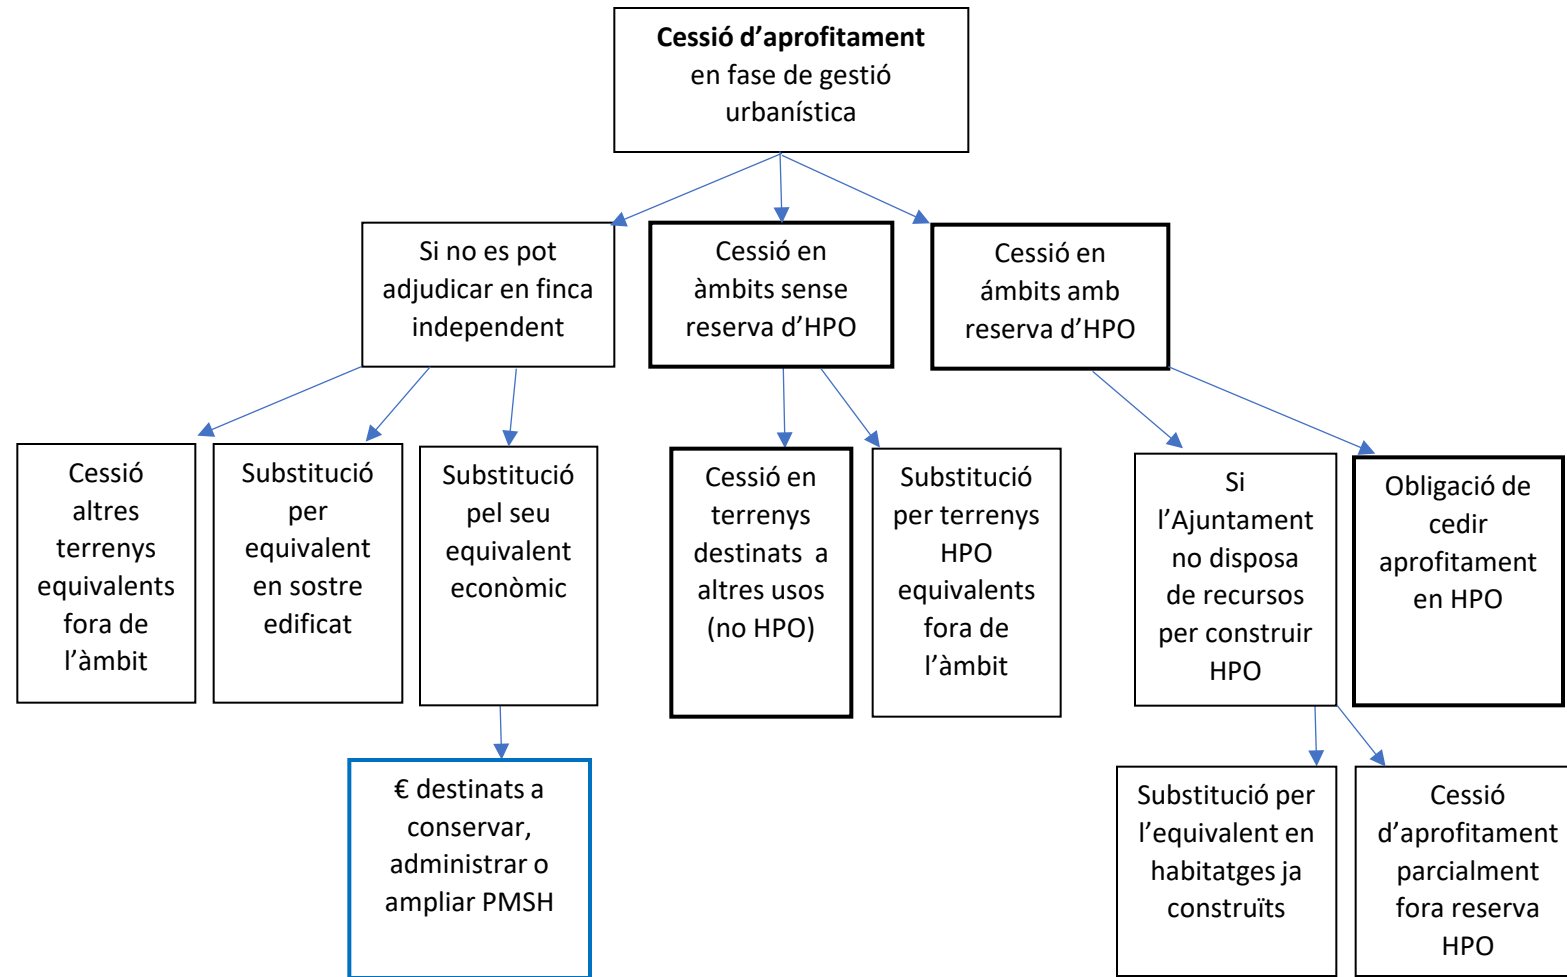 Cessió d’aprofitament
en fase de gestió
urbanística
Si no es pot
adjudicar en finca
independent
Cessió en
àmbits sense
reserva d’HPO
Cessió en
ámbits amb
reserva d’HPO
Cessió
altres
terrenys
equivalents
fora de
l’àmbit
Substitució
per
equivalent
en sostre
edificat
Substitució
pel seu
equivalent
econòmic
Cessió en
terrenys
destinats a
altres usos
(no HPO)
Substitució
per terrenys
HPO
equivalents
fora de
l’àmbit
Si
l’Ajuntament
no disposa
de recursos
per construir
HPO
Obligació de
cedir
aprofitament
en HPO
€ destinats a
conservar,
administrar o
ampliar PMSH
Substitució per
l’equivalent en
habitatges ja
construïts
Cessió
d’aprofitament
parcialment
fora reserva
HPO